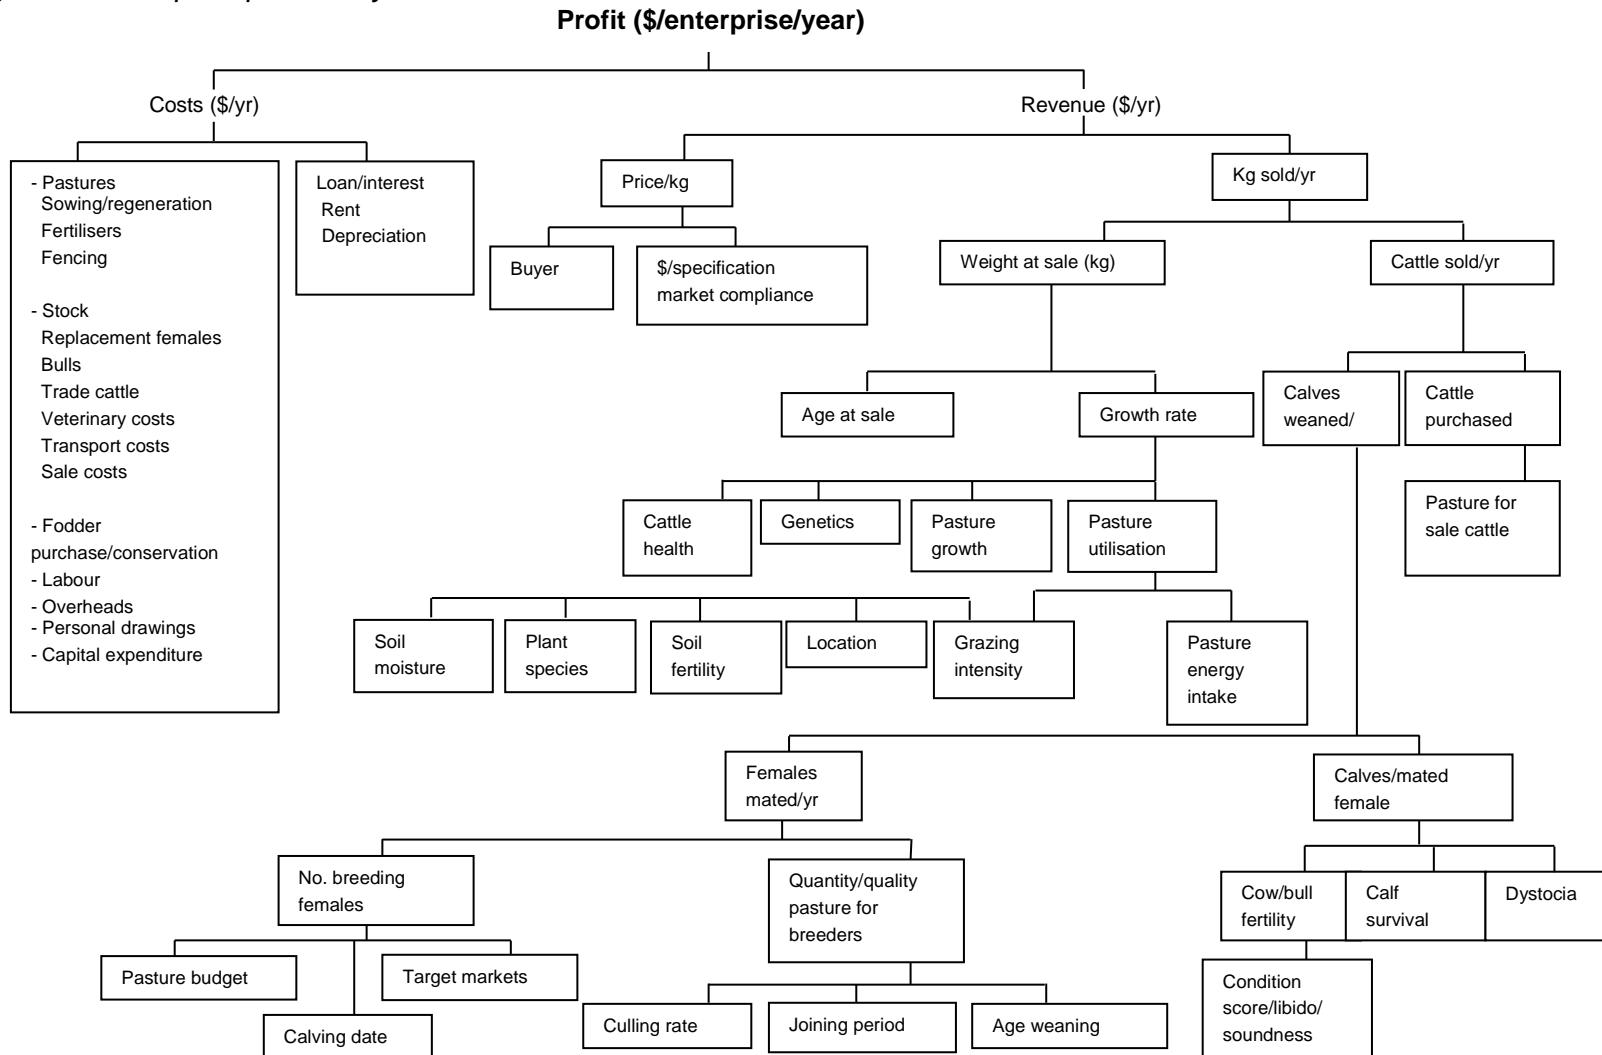 Profit ($/enterprise/year)
Costs ($/yr)
Revenue ($/yr)
- Pastures
Sowing/regeneration
Fertilisers
Fencing
- Stock
Replacement females
Bulls
Trade cattle
Veterinary costs
Transport costs
Sale costs
- Fodder
purchase/conservation
- Labour
- Overheads
- Personal drawings
- Capital expenditure
Loan/interest
Rent
Depreciation
Price/kg
Kg sold/yr
Buyer
$/specification
market compliance
Weight at sale (kg)
Cattle sold/yr
Age at sale
Growth rate
Calves
weaned/
Cattle
purchased
Cattle
health
Genetics
Pasture
growth
Pasture
utilisation
Pasture for
sale cattle
Soil
moisture
Plant
species
Soil
fertility
Location
Grazing
intensity
Pasture
energy
intake
Females
mated/yr
Calves/mated
female
No. breeding
females
Quantity/quality
pasture for
breeders
Cow/bull
fertility
Calf
survival
Dystocia
Pasture budget
Target markets
Calving date
Culling rate
Joining period
Age weaning
Condition
score/libido/
soundness